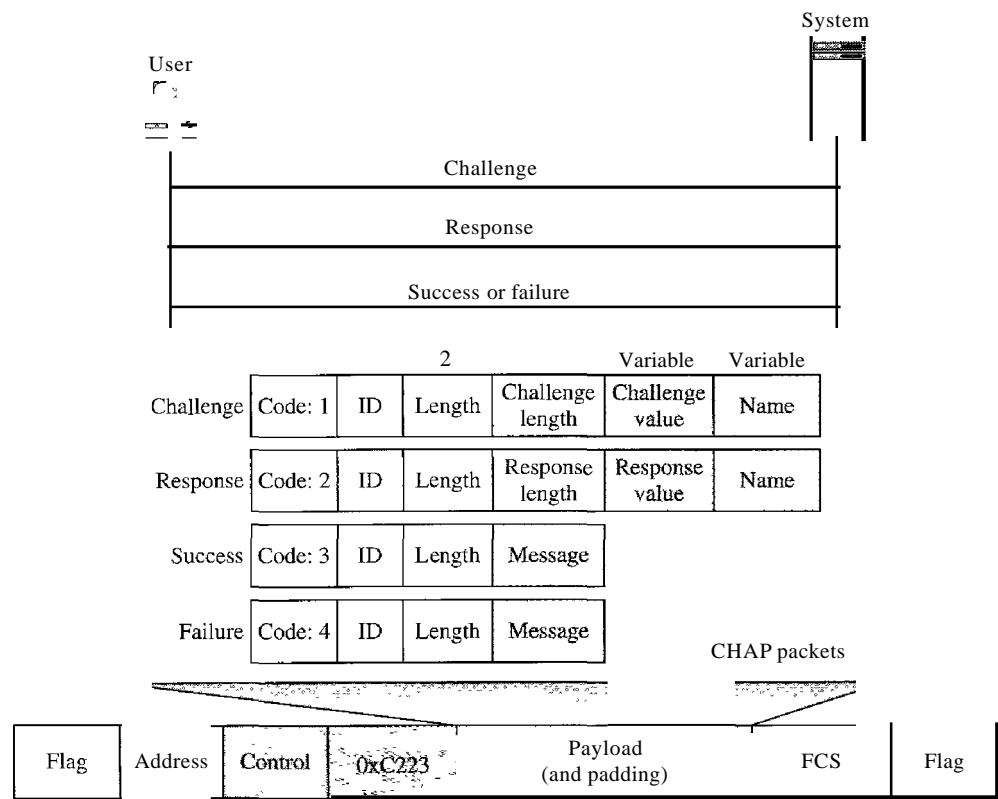 System
User
Challenge
Response
Success or failure
2 Variable Variable
Challenge Code: 1 ID Length Challenge length Challenge value Name
Response Code: 2 ID Length Response length Response value Name
Success Code: 3 ID Length Message
Failure Code: 4 ID Length Message
CHAP packets
Flag Address Control 0xC223 Payload (and padding) FCS Flag